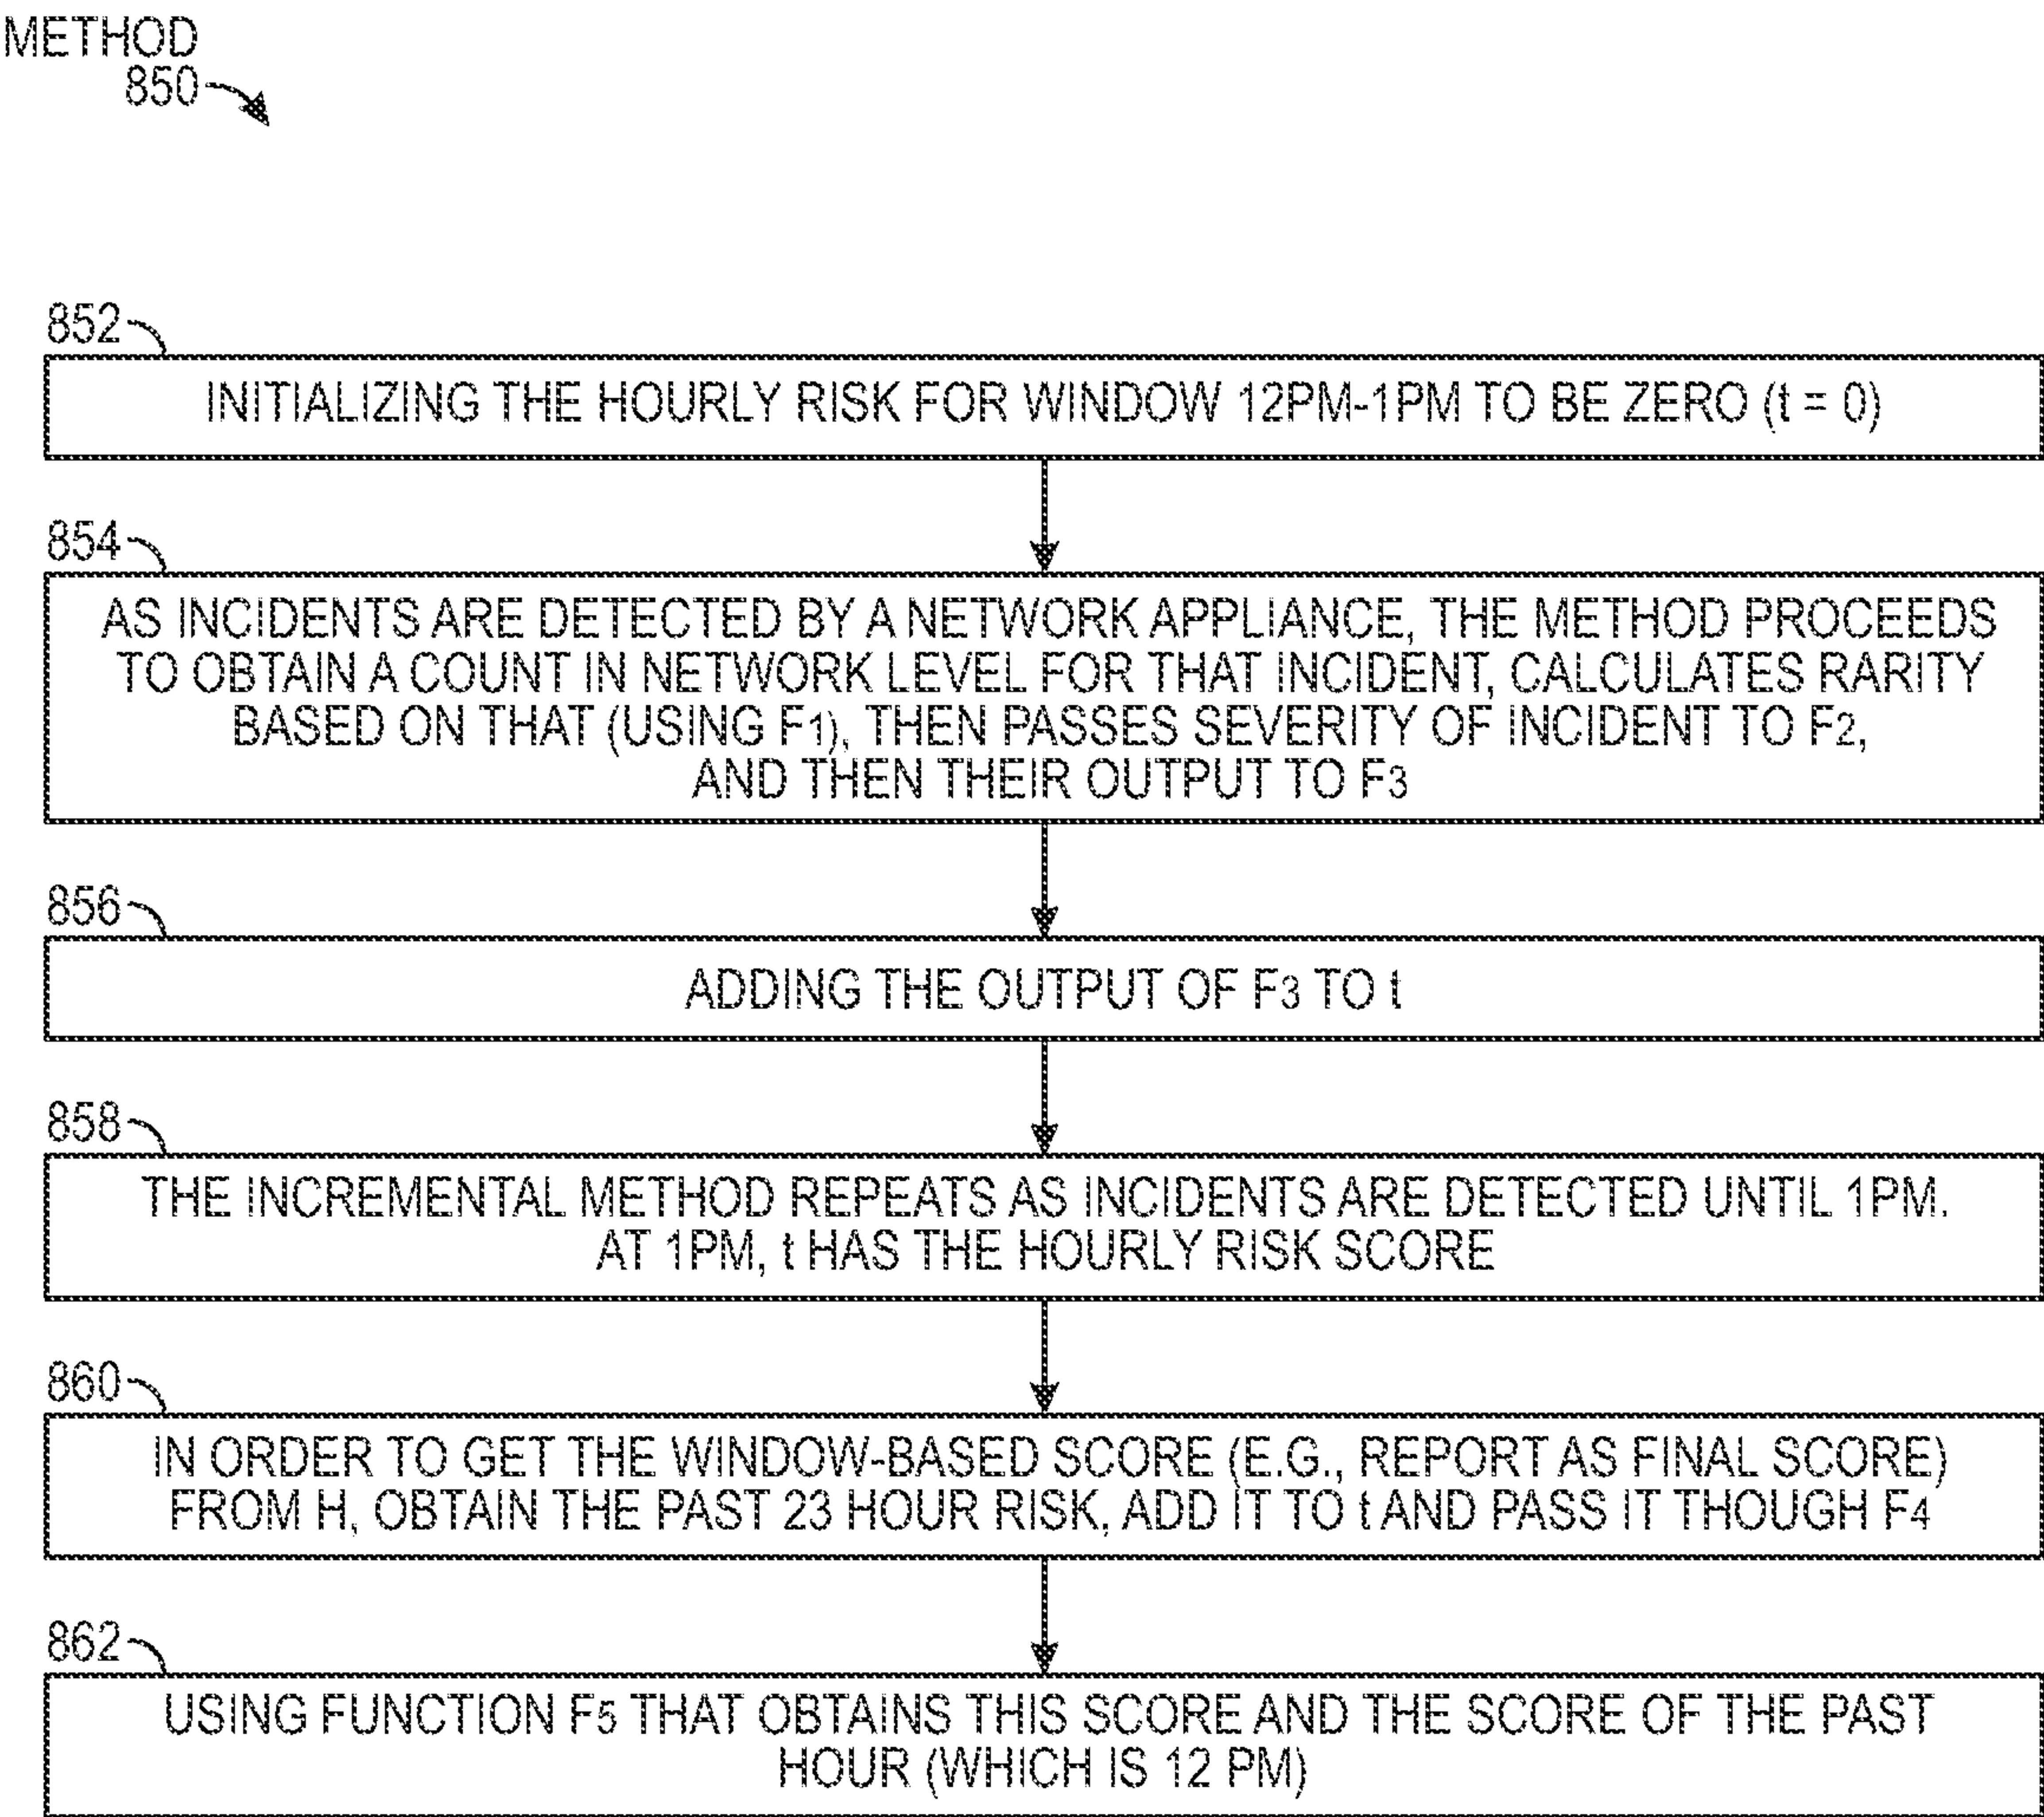 METHOD
850
852
INITIALIZING THE HOURLY RISK FOR WINDOW 12PM-1PM TO BE ZERO (t = 0)
854
AS INCIDENTS ARE DETECTED BY A NETWORK APPLIANCE, THE METHOD PROCEEDS
TO OBTAIN A COUNT IN NETWORK LEVEL FOR THAT INCIDENT, CALCULATES RARITY
BASED ON THAT (USING F1), THEN PASSES SEVERITY OF INCIDENT TO F2,
AND THEN THEIR OUTPUT TO F3
856
ADDING THE OUTPUT OF F3 TO t
858
THE INCREMENTAL METHOD REPEATS AS INCIDENTS ARE DETECTED UNTIL 1PM.
AT 1PM, t HAS THE HOURLY RISK SCORE
860
IN ORDER TO GET THE WINDOW-BASED SCORE (E.G., REPORT AS FINAL SCORE)
FROM H, OBTAIN THE PAST 23 HOUR RISK, ADD IT TO t AND PASS IT THOUGH F4
862
USING FUNCTION F5 THAT OBTAINS THIS SCORE AND THE SCORE OF THE PAST
HOUR (WHICH IS 12 PM)